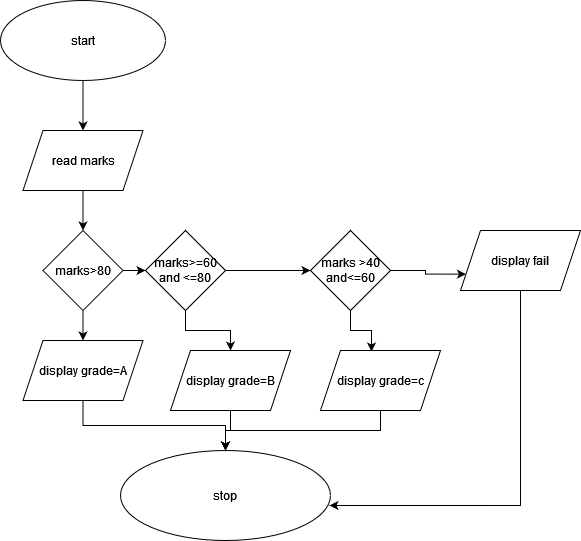 start
read marks
marks>80
marks>=60
and <=80
marks >40
and<=60
display fail
display grade=A
display grade=B
display grade=c
stop